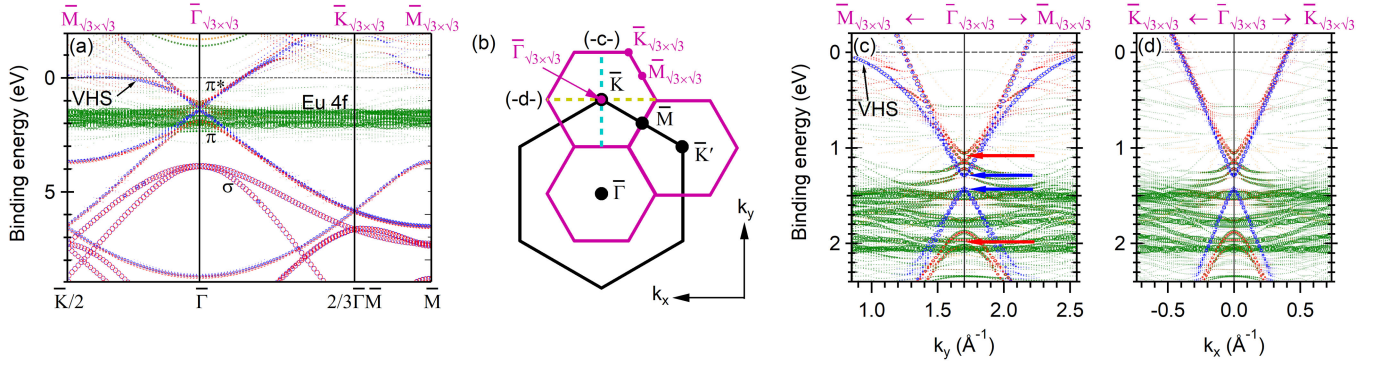 M̅√3×√3 Γ̅√3×√3 K̅√3×√3 M̅√3×√3
(a)
Binding energy (eV)
0
5
VHS
π*
Eu 4f
π
σ
K̅/2 Γ̅ 2/3Γ̅M̅ M̅
(b)
(-c-)
K̅√3×√3
Γ̅√3×√3
M̅√3×√3
K̅
(-d-)
M̅
K̅′
Γ̅
ky
kx
M̅√3×√3 ← Γ̅√3×√3 → M̅√3×√3
(c)
Binding energy (eV)
0
1
2
VHS
1.0 1.5 2.0 2.5
ky (Å⁻¹)
K̅√3×√3 ← Γ̅√3×√3 → K̅√3×√3
(d)
Binding energy (eV)
0
1
2
-0.5 0.0 0.5
kx (Å⁻¹)